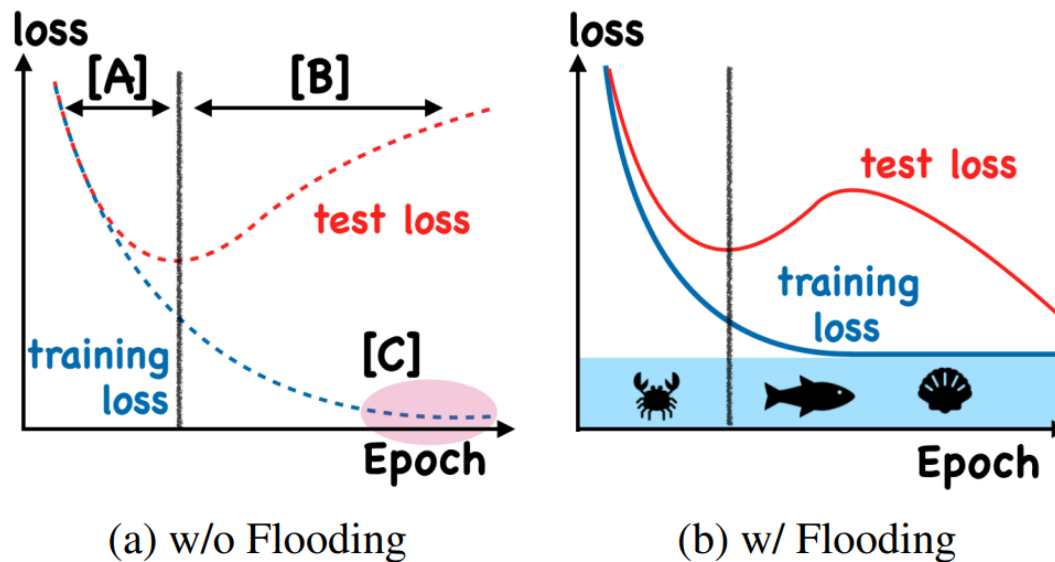 loss
[A]
[B]
test loss
training
loss
[C]
Epoch
(a) w/o Flooding
loss
test loss
training
loss
Epoch
(b) w/ Flooding